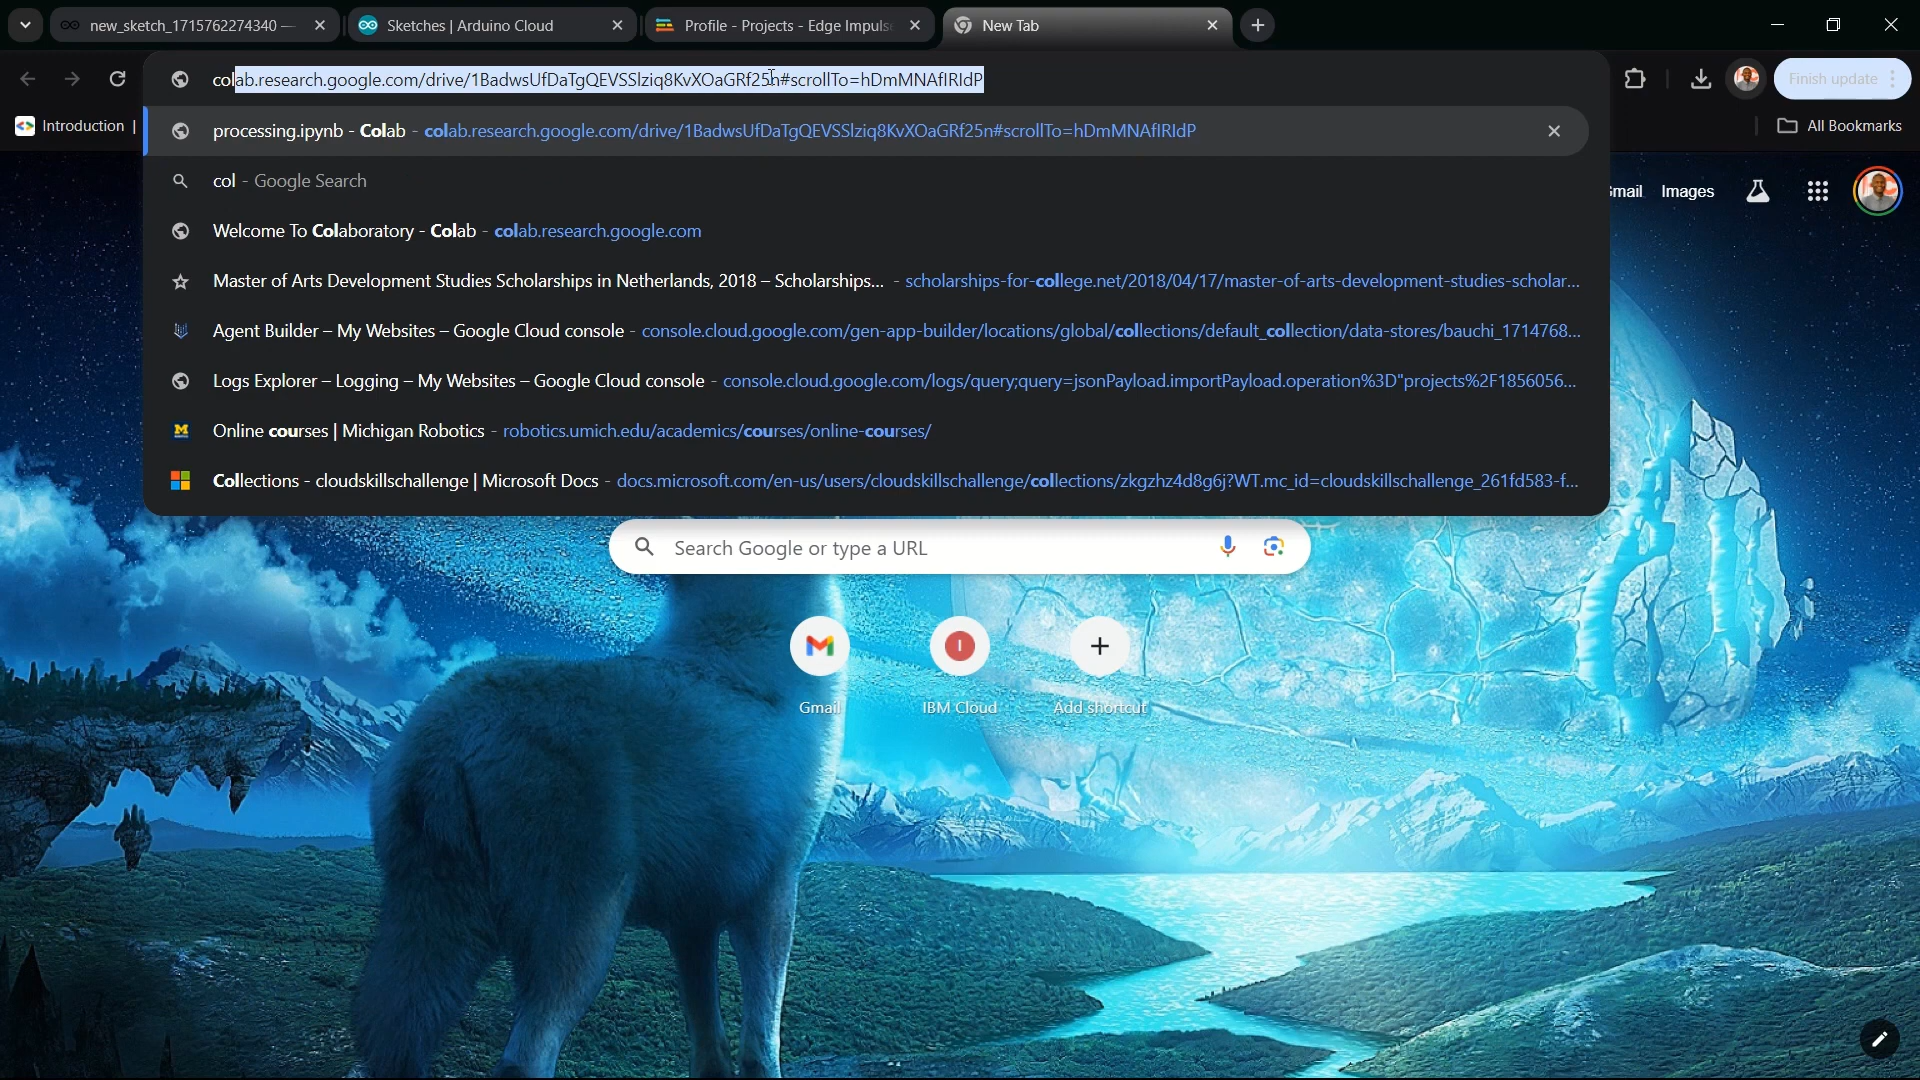 new_sketch_1715762274340 —
Sketches | Arduino Cloud
Profile - Projects - Edge Impuls
New Tab
colab.research.google.com/drive/1BadwsUfDaTgQEVSSlziq8KvXOaGRf25n#scrollTo=hDmMNAfIRIdP
Finish update
Introduction |
processing.ipynb - Colab - colab.research.google.com/drive/1BadwsUfDaTgQEVSSlziq8KvXOaGRf25n#scrollTo=hDmMNAfIRIdP
All Bookmarks
col - Google Search
Gmail Images
Welcome To Colaboratory - Colab - colab.research.google.com
Master of Arts Development Studies Scholarships in Netherlands, 2018 – Scholarships... - scholarships-for-college.net/2018/04/17/master-of-arts-development-studies-scholar...
Agent Builder – My Websites – Google Cloud console - console.cloud.google.com/gen-app-builder/locations/global/collections/default_collection/data-stores/bauchi_1714768...
Logs Explorer – Logging – My Websites – Google Cloud console - console.cloud.google.com/logs/query;query=jsonPayload.importPayload.operation%3D"projects%2F1856056...
Online courses | Michigan Robotics - robotics.umich.edu/academics/courses/online-courses/
Collections - cloudskillschallenge | Microsoft Docs - docs.microsoft.com/en-us/users/cloudskillschallenge/collections/zkgzhz4d8g6j?WT.mc_id=cloudskillschallenge_261fd583-f...
Search Google or type a URL
I
Gmail
IBM Cloud
Add shortcut